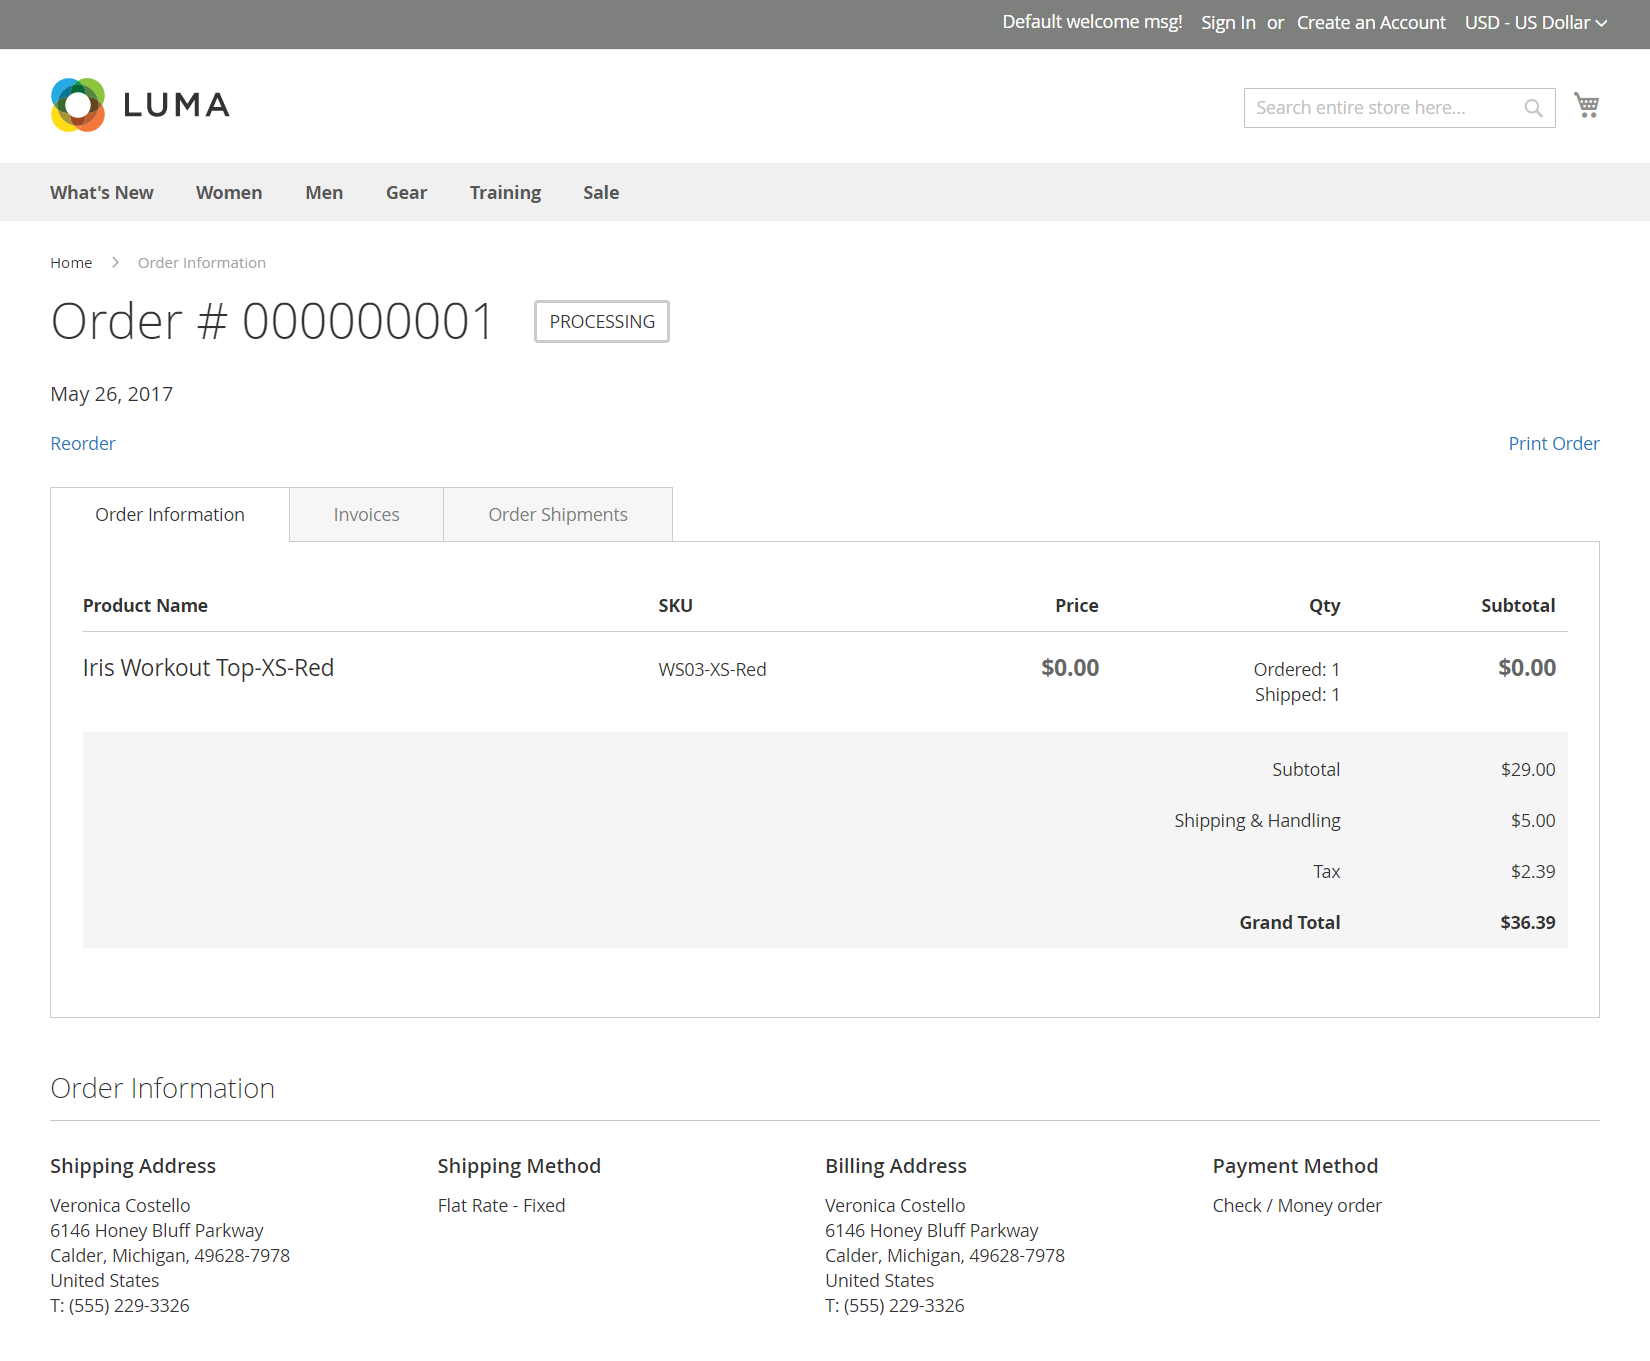 Default welcome msg! Sign In or Create an Account USD - US Dollar
LUMA
Search entire store here...
What's New Women Men Gear Training Sale
Home Order Information
Order # 000000001 PROCESSING
May 26, 2017
Reorder Print Order
Order Information Invoices Order Shipments
Product Name SKU Price Qty Subtotal
Iris Workout Top-XS-Red WS03-XS-Red $0.00 Ordered: 1 $0.00
Shipped: 1
Subtotal $29.00
Shipping & Handling $5.00
Tax $2.39
Grand Total $36.39
Order Information
Shipping Address
Veronica Costello
6146 Honey Bluff Parkway
Calder, Michigan, 49628-7978
United States
T: (555) 229-3326
Shipping Method
Flat Rate - Fixed
Billing Address
Veronica Costello
6146 Honey Bluff Parkway
Calder, Michigan, 49628-7978
United States
T: (555) 229-3326
Payment Method
Check / Money order